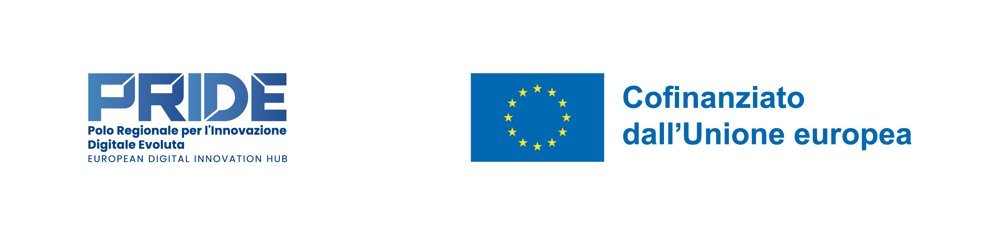 PRIDE
Polo Regionale per l'Innovazione
Digitale Evoluta
EUROPEAN DIGITAL INNOVATION HUB
Cofinanziato
dall’Unione europea